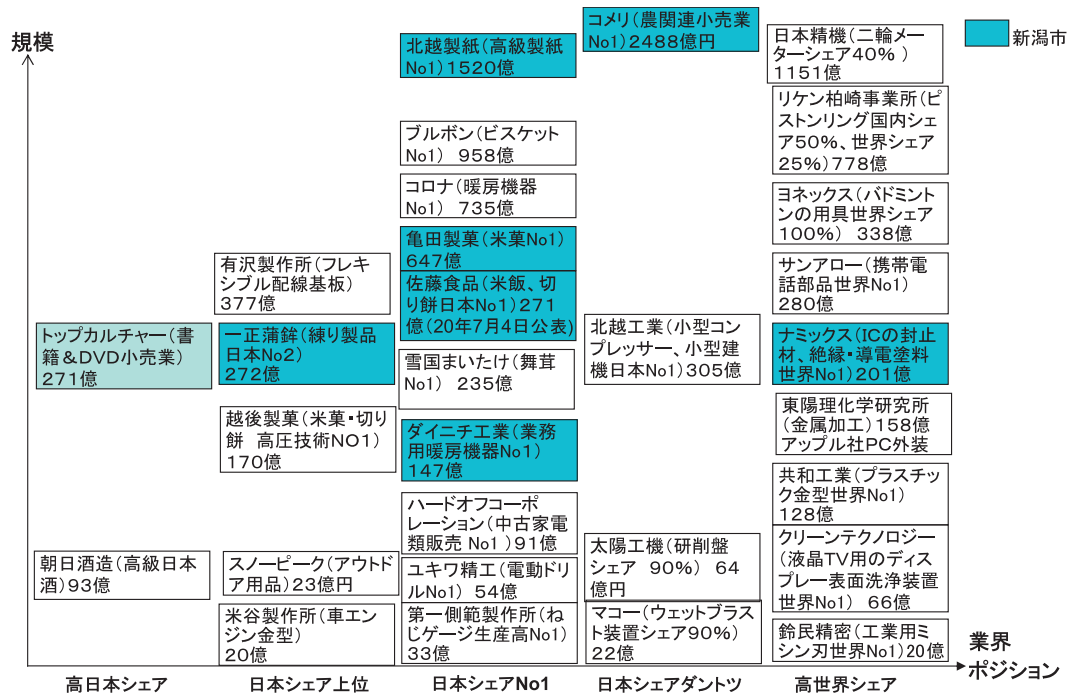 規模
新潟市
トップカルチャー(書
籍&DVD小売業)
271億
朝日酒造(高級日本
酒)93億
有沢製作所(フレキ
シブル配線基板)
377億
一正蒲鉾(練り製品
日本No2)
272億
越後製菓(米菓・切り
餅 高圧技術NO1)
170億
スノーピーク(アウトド
ア用品)23億円
米谷製作所(車エン
ジン金型)
20億
北越製紙(高級製紙
No1)1520億
ブルボン(ビスケット
No1) 958億
コロナ(暖房機器
No1) 735億
亀田製菓(米菓No1)
647億
佐藤食品(米飯、切
り餅日本No1)271
億(20年7月4日公表)
雪国まいたけ(舞茸
No1) 235億
ダイニチ工業(業務
用暖房機器No1)
147億
ハードオフコーポ
レーション(中古家電
類販売 No1)91億
ユキワ精工(電動ドリ
ルNo1) 54億
第一側範製作所(ね
じゲージ生産高No1)
33億
コメリ(農関連小売業
No1)2488億円
北越工業(小型コン
プレッサー、小型建
機日本No1)305億
太陽工機(研削盤
シェア 90%) 64
億円
マコー(ウェットブラス
ト装置シェア90%)
22億
日本精機(二輪メー
ターシェア40%)
1151億
リケン柏崎事業所(ピ
ストンリング国内シェ
ア50%、世界シェア
25%)778億
ヨネックス(バドミント
ンの用具世界シェア
100%) 338億
サンアロー(携帯電
話部品世界No1)
280億
ナミックス(ICの封止
材、絶縁・導電塗料
世界No1)201億
東陽理化学研究所
(金属加工)158億
アップル社PC外装
共和工業(プラスチッ
ク金型世界No1)
128億
クリーンテクノロジー
(液晶TV用のディス
プレー表面洗浄装置
世界No1) 66億
鈴民精密(工業用ミ
シン刃世界No1)20億
業界
ポジション
高日本シェア
日本シェア上位
日本シェアNo1
日本シェアダントツ
高世界シェア